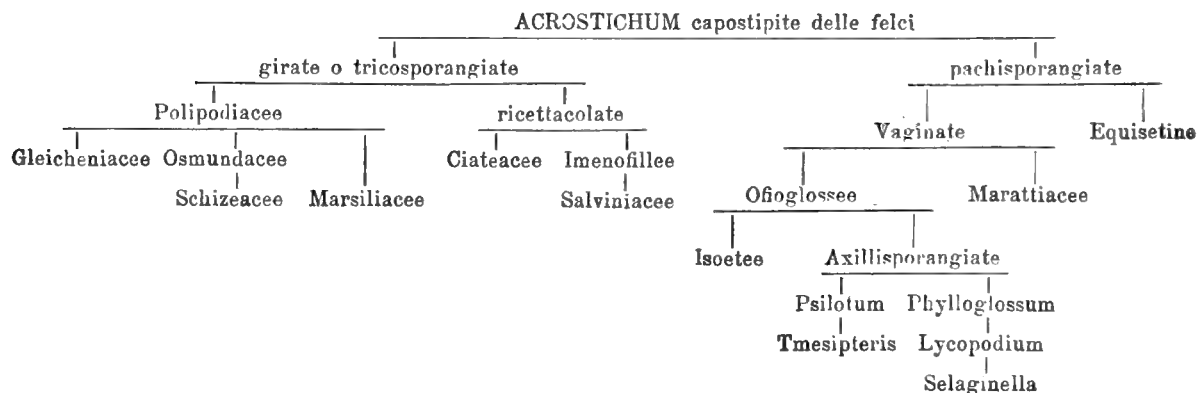 ACROSTICHUM capostipite delle felci
girate o tricosporangiate pachisporangiate
Polipodiacee ricettacolate Vaginate Equisetine
Gleicheniacee Osmundacee Ciateacee Imenofillee
Schizeacee Marsiliacee Salviniacee Ofioglossee Marattiacee
Isoetee Axillisporangiate
Psilotum Phylloglossum
Tmesipteris Lycopodium
Selaginella